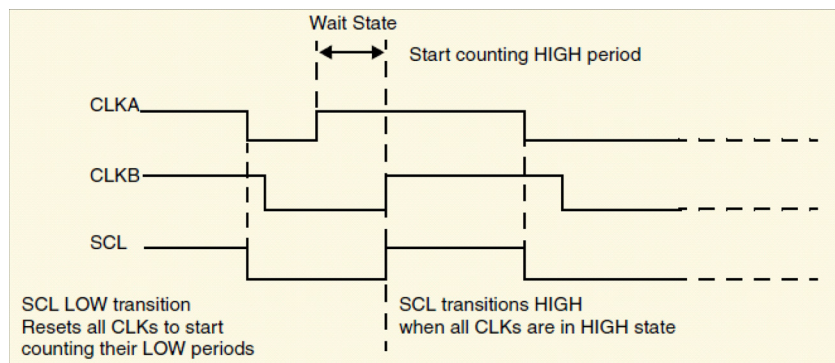 Wait State
Start counting HIGH period
CLKA
CLKB
SCL
SCL LOW transition
Resets all CLKs to start
counting their LOW periods
SCL transitions HIGH
when all CLKs are in HIGH state